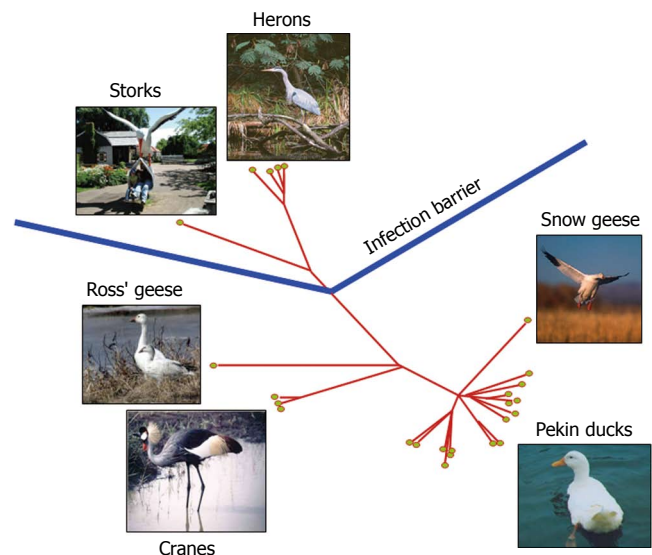 Herons
Storks
Infection barrier
Snow geese
Ross' geese
Pekin ducks
Cranes